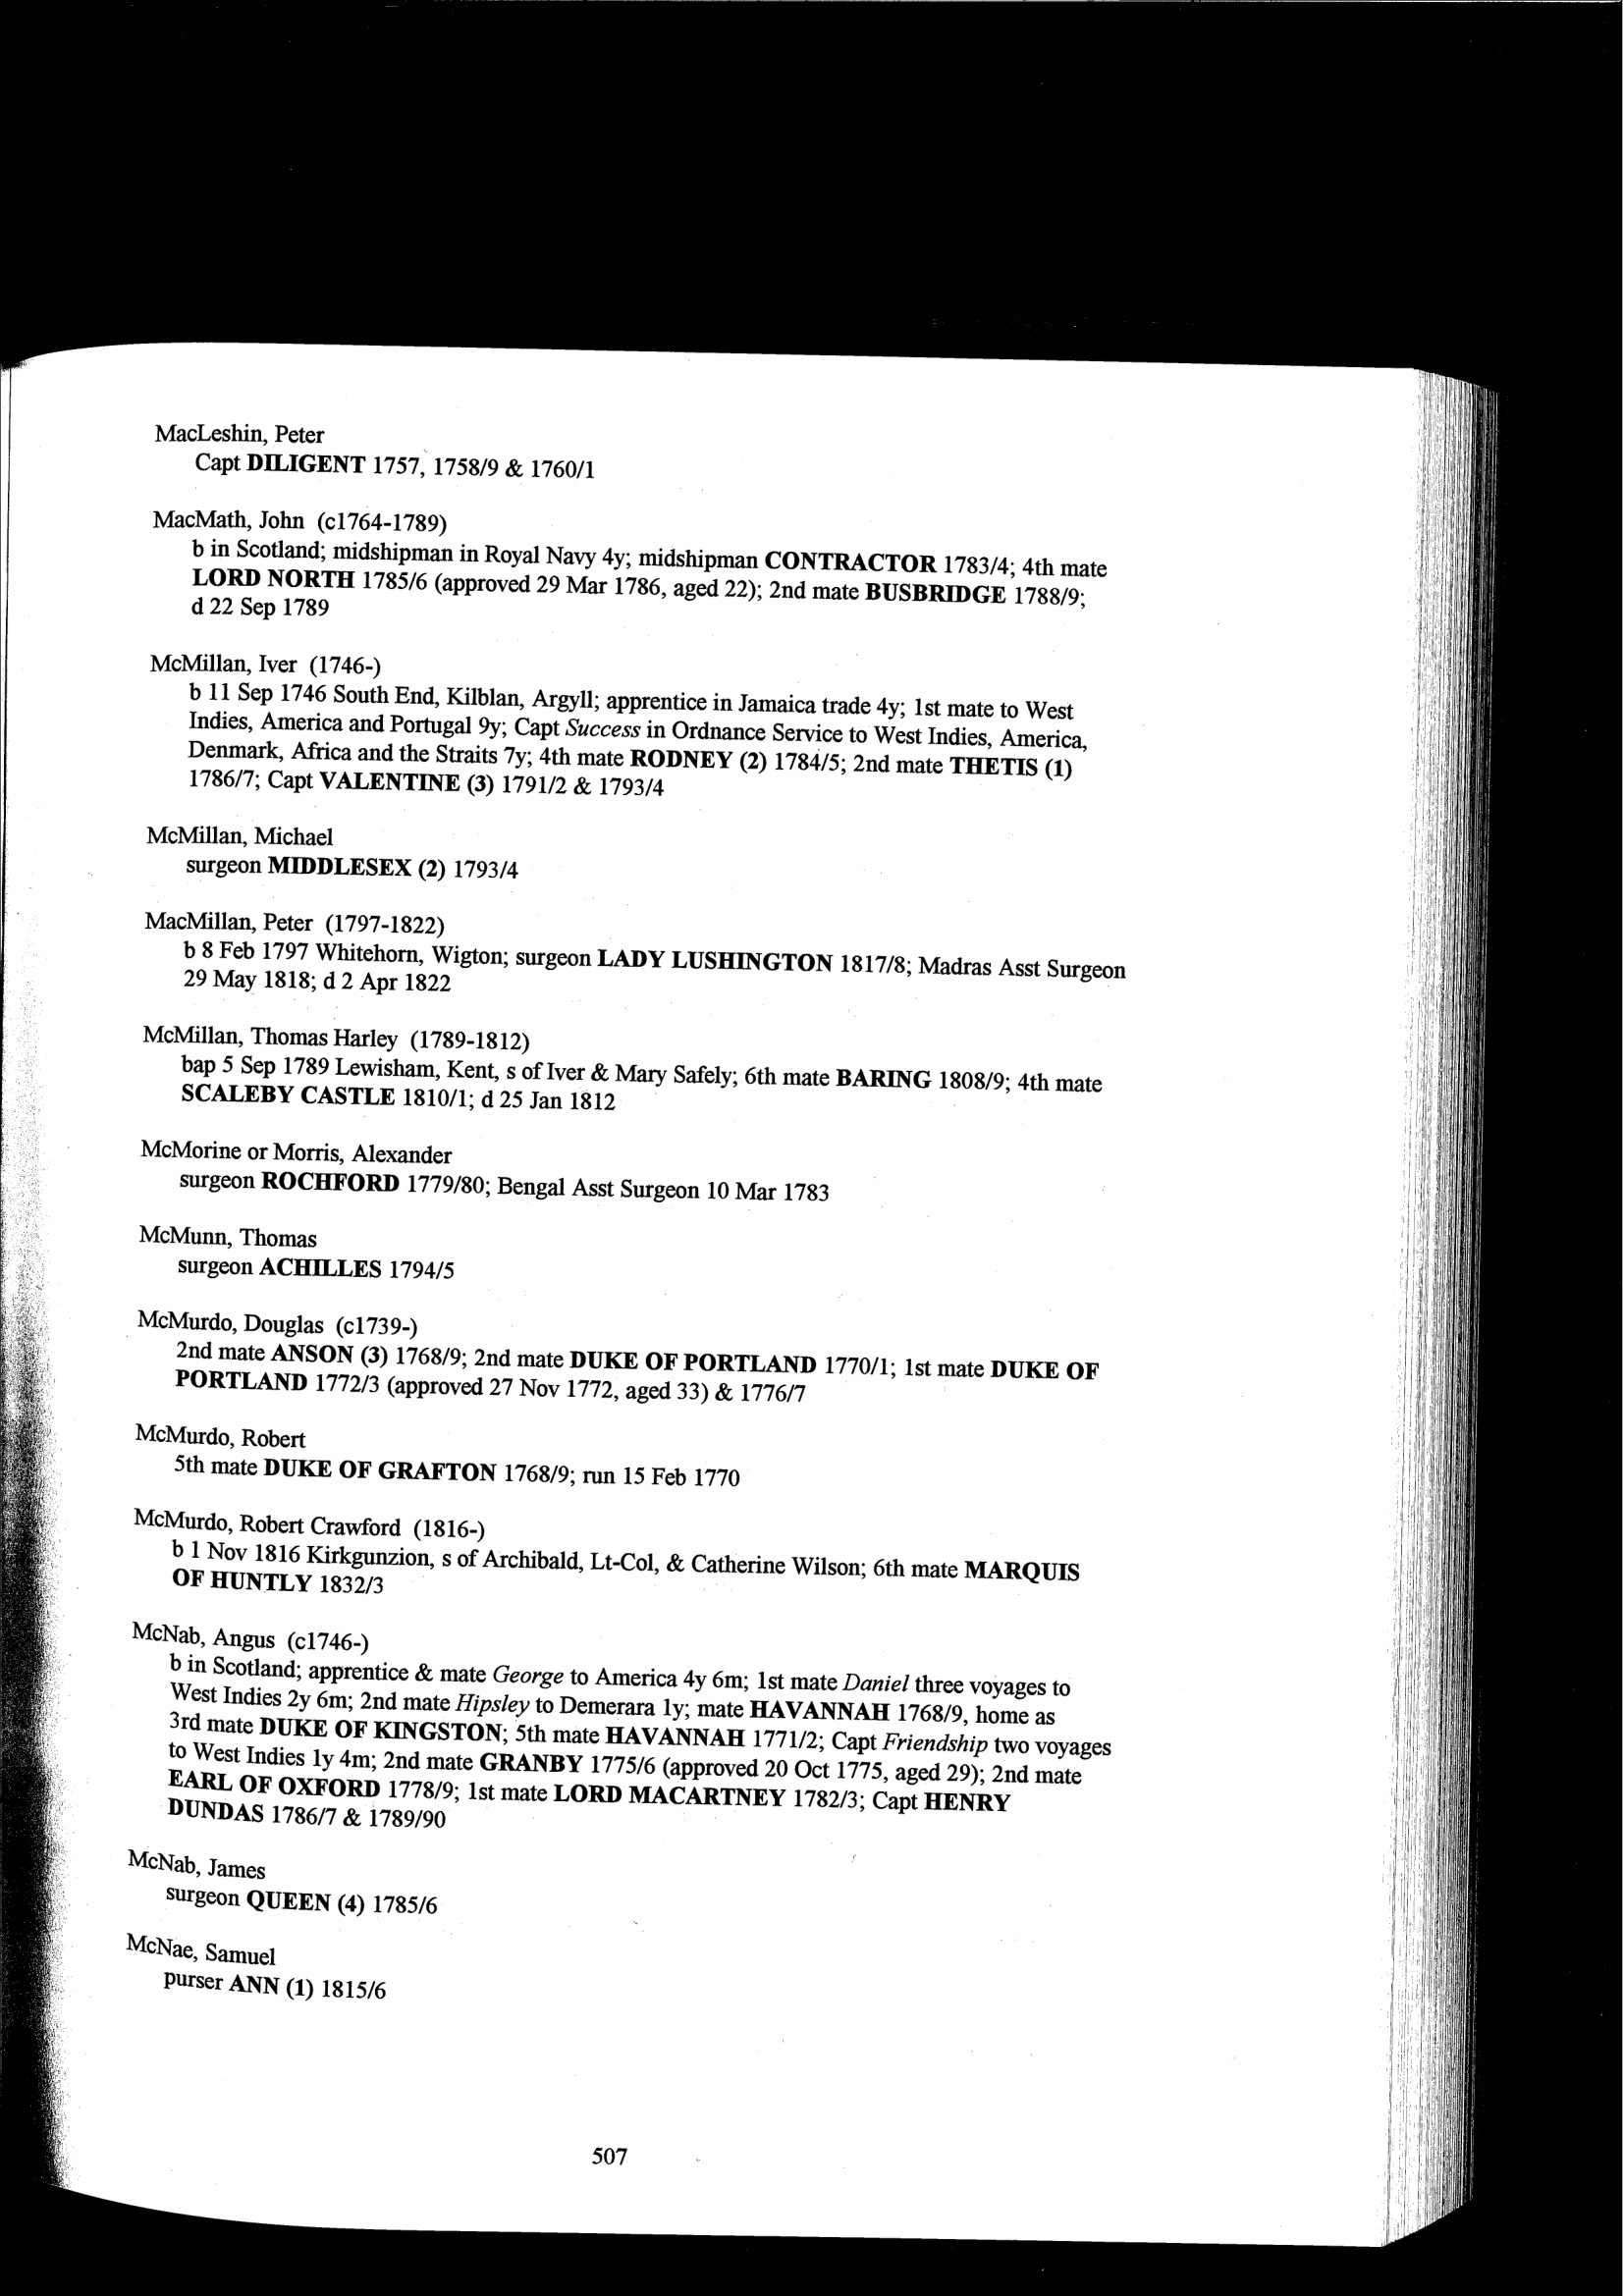 MacLeshin, Peter
Capt DILIGENT 1757, 1758/9 & 1760/1
MacMath, John (c1764-1789)
b in Scotland; midshipman in Royal Navy 4y; midshipman CONTRACTOR 1783/4; 4th mate
LORD NORTH 1785/6 (approved 29 Mar 1786, aged 22); 2nd mate BUSBRIDGE 1788/9;
d 22 Sep 1789
McMillan, Iver (1746-)
b 11 Sep 1746 South End, Kilblan, Argyll; apprentice in Jamaica trade 4y; 1st mate to West
Indies, America and Portugal 9y; Capt Success in Ordnance Service to West Indies, America,
Denmark, Africa and the Straits 7y; 4th mate RODNEY (2) 1784/5; 2nd mate THETIS (1)
1786/7; Capt VALENTINE (3) 1791/2 & 1793/4
McMillan, Michael
surgeon MIDDLESEX (2) 1793/4
MacMillan, Peter (1797-1822)
b 8 Feb 1797 Whitehorn, Wigton; surgeon LADY LUSHINGTON 1817/8; Madras Asst Surgeon
29 May 1818; d 2 Apr 1822
McMillan, Thomas Harley (1789-1812)
bap 5 Sep 1789 Lewisham, Kent, s of Iver & Mary Safely; 6th mate BARING 1808/9; 4th mate
SCALEBY CASTLE 1810/1; d 25 Jan 1812
McMorine or Morris, Alexander
surgeon ROCHFORD 1779/80; Bengal Asst Surgeon 10 Mar 1783
McMunn, Thomas
surgeon ACHILLES 1794/5
McMurdo, Douglas (c1739-)
2nd mate ANSON (3) 1768/9; 2nd mate DUKE OF PORTLAND 1770/1; 1st mate DUKE OF
PORTLAND 1772/3 (approved 27 Nov 1772, aged 33) & 1776/7
McMurdo, Robert
5th mate DUKE OF GRAFTON 1768/9; run 15 Feb 1770
McMurdo, Robert Crawford (1816-)
b 1 Nov 1816 Kirkgunzion, s of Archibald, Lt-Col, & Catherine Wilson; 6th mate MARQUIS
OF HUNTLY 1832/3
McNab, Angus (c1746-)
b in Scotland; apprentice & mate George to America 4y 6m; 1st mate Daniel three voyages to
West Indies 2y 6m; 2nd mate Hipsley to Demerara 1y; mate HAVANNAH 1768/9, home as
3rd mate DUKE OF KINGSTON; 5th mate HAVANNAH 1771/2; Capt Friendship two voyages
to West Indies 1y 4m; 2nd mate GRANBY 1775/6 (approved 20 Oct 1775, aged 29); 2nd mate
EARL OF OXFORD 1778/9; 1st mate LORD MACARTNEY 1782/3; Capt HENRY
DUNDAS 1786/7 & 1789/90
McNab, James
surgeon QUEEN (4) 1785/6
McNae, Samuel
purser ANN (1) 1815/6
507